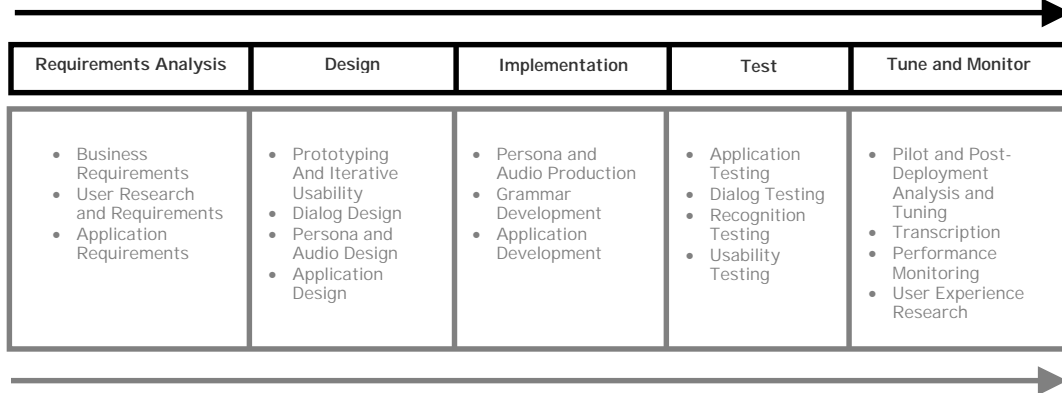 Requirements Analysis
Design
Implementation
Test
Tune and Monitor
• Business
Requirements
• User Research
and Requirements
• Application
Requirements
• Prototyping
And Iterative
Usability
• Dialog Design
• Persona and
Audio Design
• Application
Design
• Persona and
Audio Production
• Grammar
Development
• Application
Development
• Application
Testing
• Dialog Testing
• Recognition
Testing
• Usability
Testing
• Pilot and Post-
Deployment
Analysis and
Tuning
• Transcription
• Performance
Monitoring
• User Experience
Research